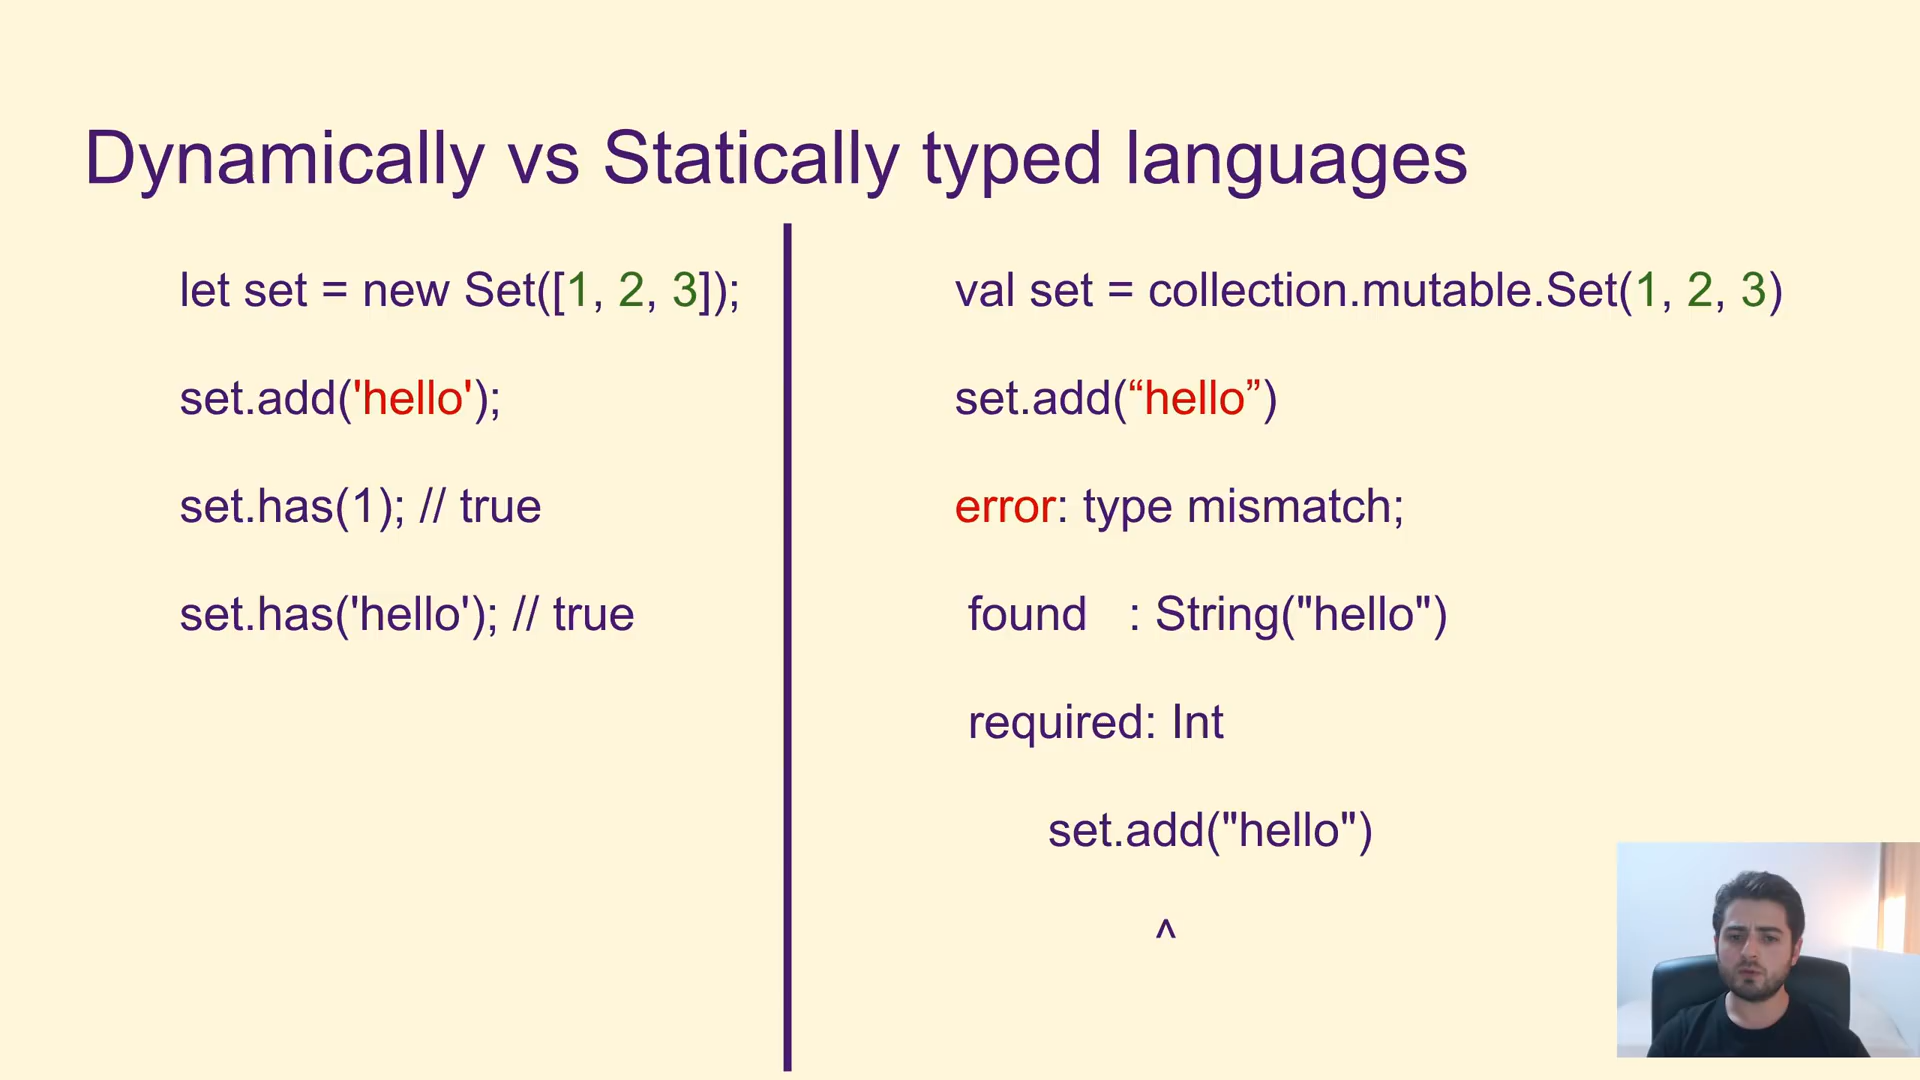 Dynamically vs Statically typed languages
let set = new Set([1, 2, 3]);
set.add('hello');
set.has(1); // true
set.has('hello'); // true
val set = collection.mutable.Set(1, 2, 3)
set.add(“hello”)
error: type mismatch;
found : String("hello")
required: Int
set.add("hello")
^